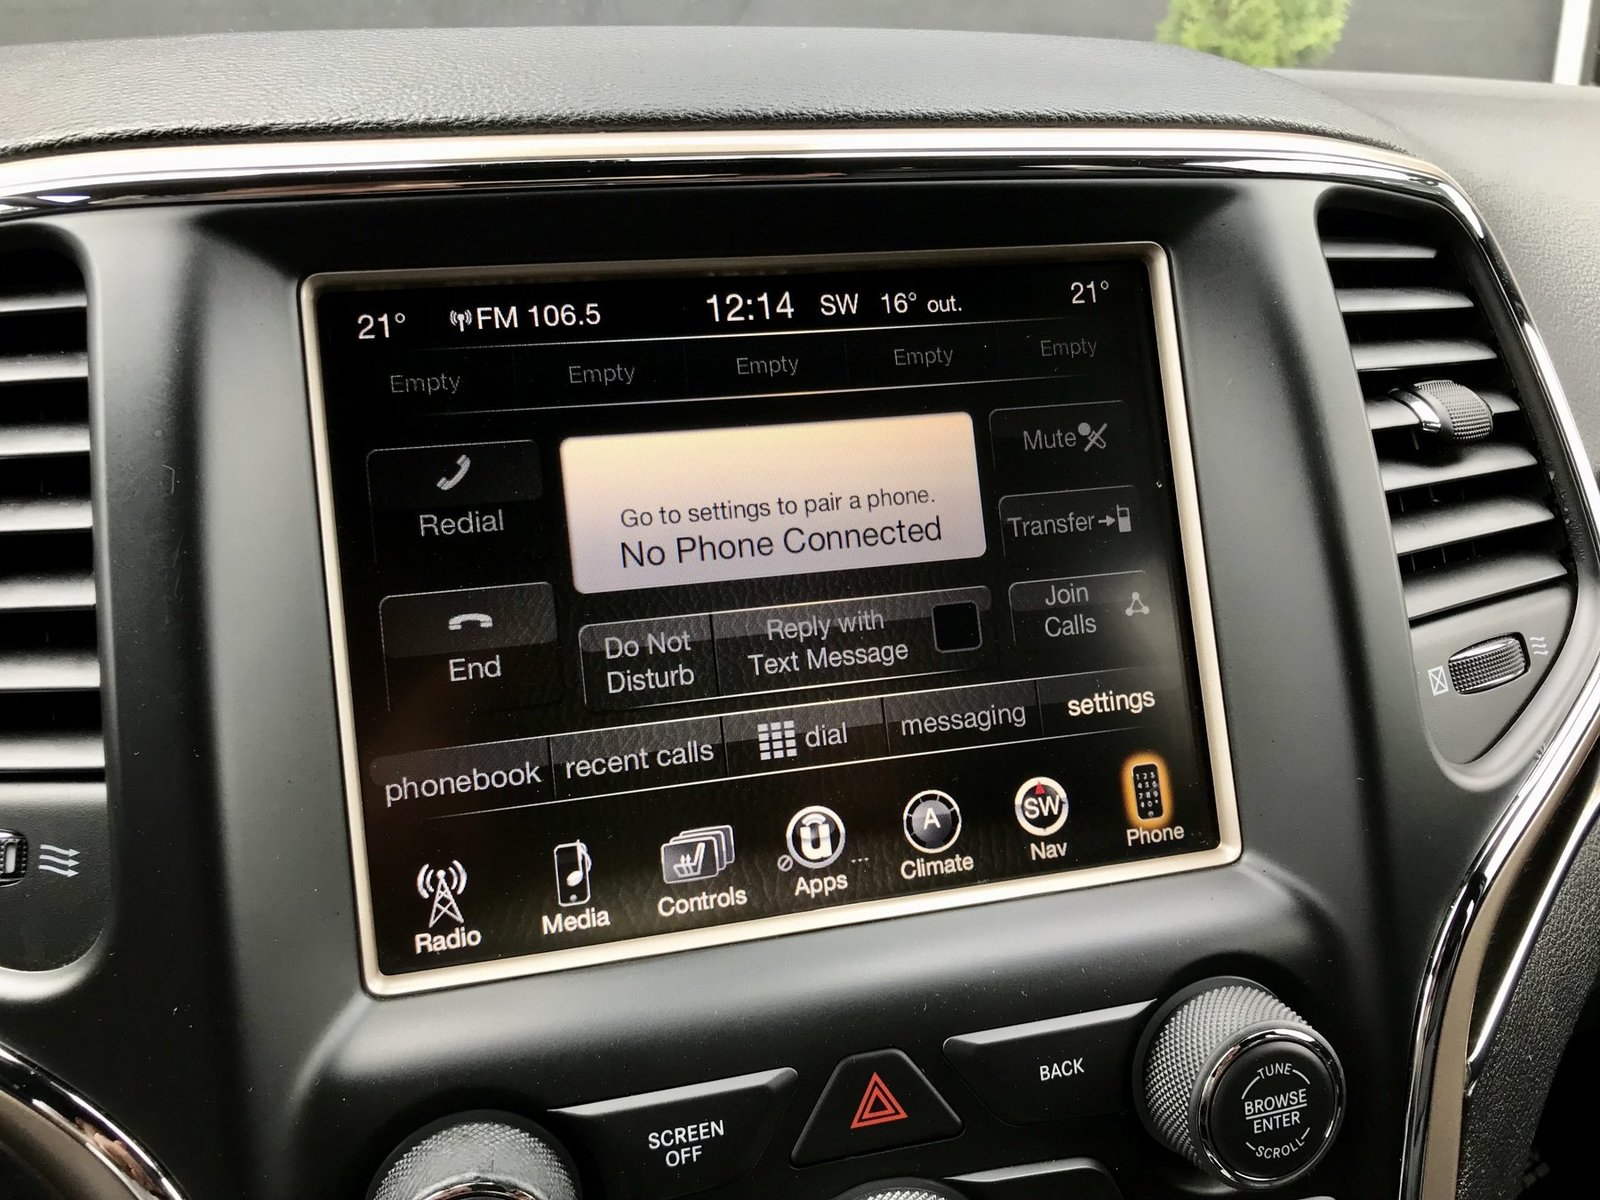 21° FM 106.5 12:14 SW 16° out. 21°
Empty Empty Empty Empty Empty
Redial
Go to settings to pair a phone.
No Phone Connected
Mute
Transfer
End
Do Not
Disturb
Reply with
Text Message
Join
Calls
phonebook recent calls dial messaging settings
Radio Media Controls Apps Climate Nav Phone
A
SW
SCREEN
OFF
BACK
TUNE
BROWSE
ENTER
SCROLL